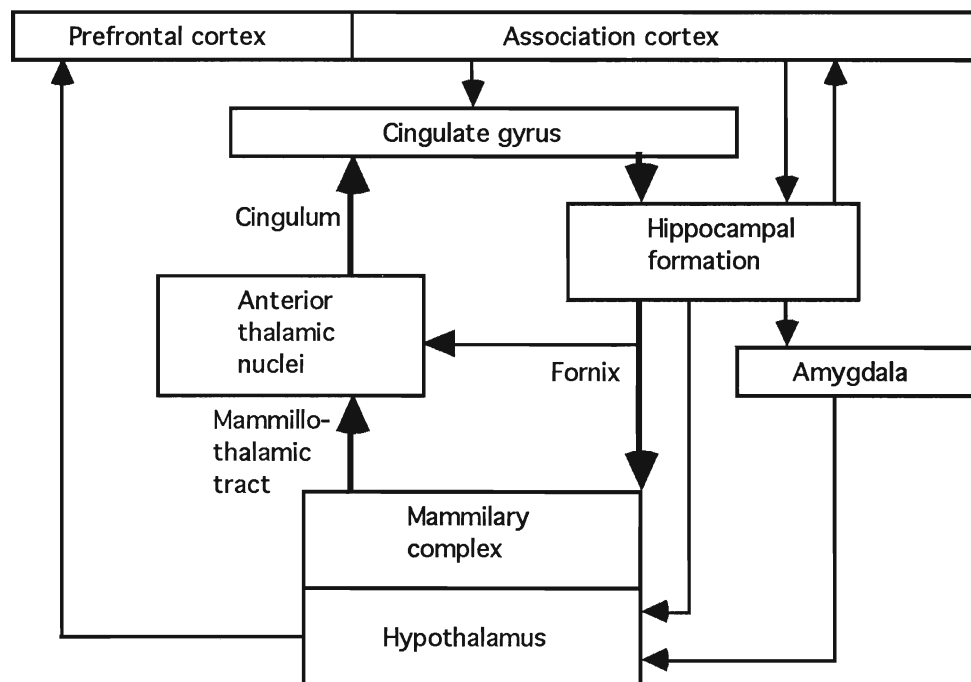 Prefrontal cortex
Association cortex
Cingulate gyrus
Cingulum
Hippocampal
formation
Anterior
thalamic
nuclei
Fornix
Amygdala
Mammillo-
thalamic
tract
Mammilary
complex
Hypothalamus